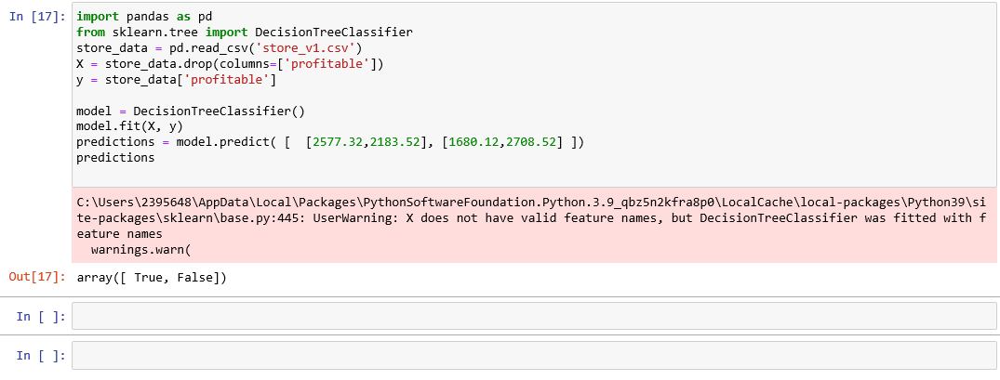 In [17]: import pandas as pd
from sklearn.tree import DecisionTreeClassifier
store_data = pd.read_csv('store_v1.csv')
X = store_data.drop(columns=['profitable'])
y = store_data['profitable']
model = DecisionTreeClassifier()
model.fit(X, y)
predictions = model.predict( [  [2577.32,2183.52], [1680.12,2708.52] ])
predictions
C:\Users\2395648\AppData\Local\Packages\PythonSoftwareFoundation.Python.3.9_qbz5n2kfra8p0\LocalCache\local-packages\Python39\si
te-packages\sklearn\base.py:445: UserWarning: X does not have valid feature names, but DecisionTreeClassifier was fitted with f
eature names
  warnings.warn(
Out[17]: array([ True, False])
In [ ]:
In [ ]: